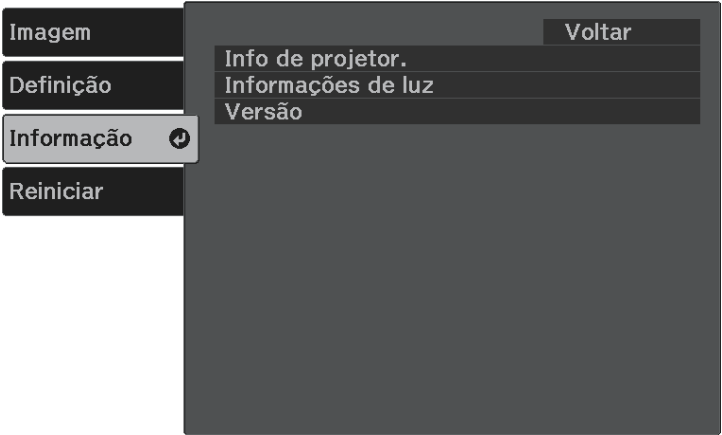 Imagem
Definição
Informação
Reiniciar
Voltar
Info de projetor.
Informações de luz
Versão